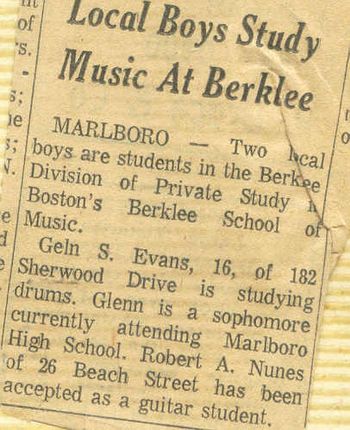 of
s.
Local Boys Study
Music At Berklee
MARLBORO — Two local
boys are students in the Berklee
Division of Private Study
Boston's Berklee School of
Music.
Geln S. Evans, 16, of 182
Sherwood Drive is studying
drums. Glenn is a sophomore
currently attending Marlboro
High School. Robert A. Nunes
of 26 Beach Street has been
accepted as a guitar student.